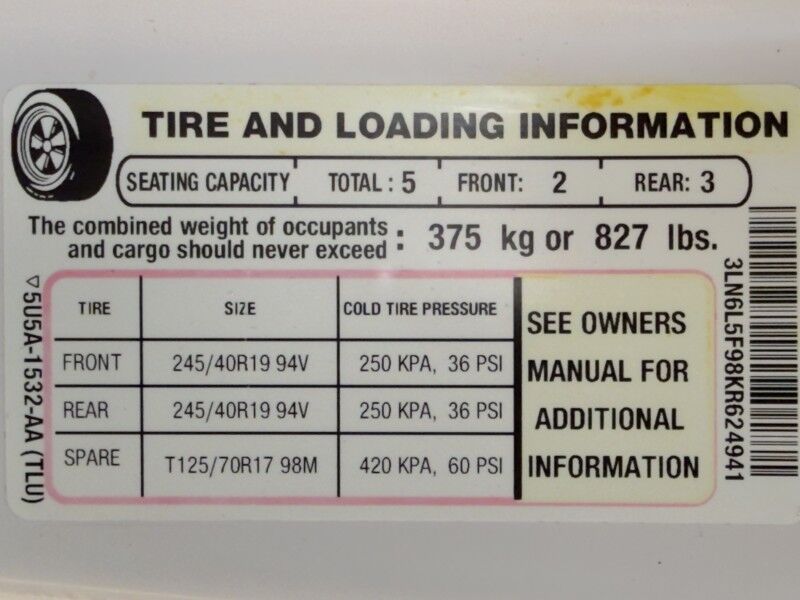 TIRE AND LOADING INFORMATION
SEATING CAPACITY TOTAL : 5 FRONT: 2 REAR: 3
The combined weight of occupants
and cargo should never exceed : 375 kg or 827 lbs.
TIRE SIZE COLD TIRE PRESSURE
FRONT 245/40R19 94V 250 KPA, 36 PSI
REAR 245/40R19 94V 250 KPA, 36 PSI
SPARE T125/70R17 98M 420 KPA, 60 PSI
SEE OWNERS
MANUAL FOR
ADDITIONAL
INFORMATION
5U5A-1532-AA (TLU)
3LN6L5F98KR624941